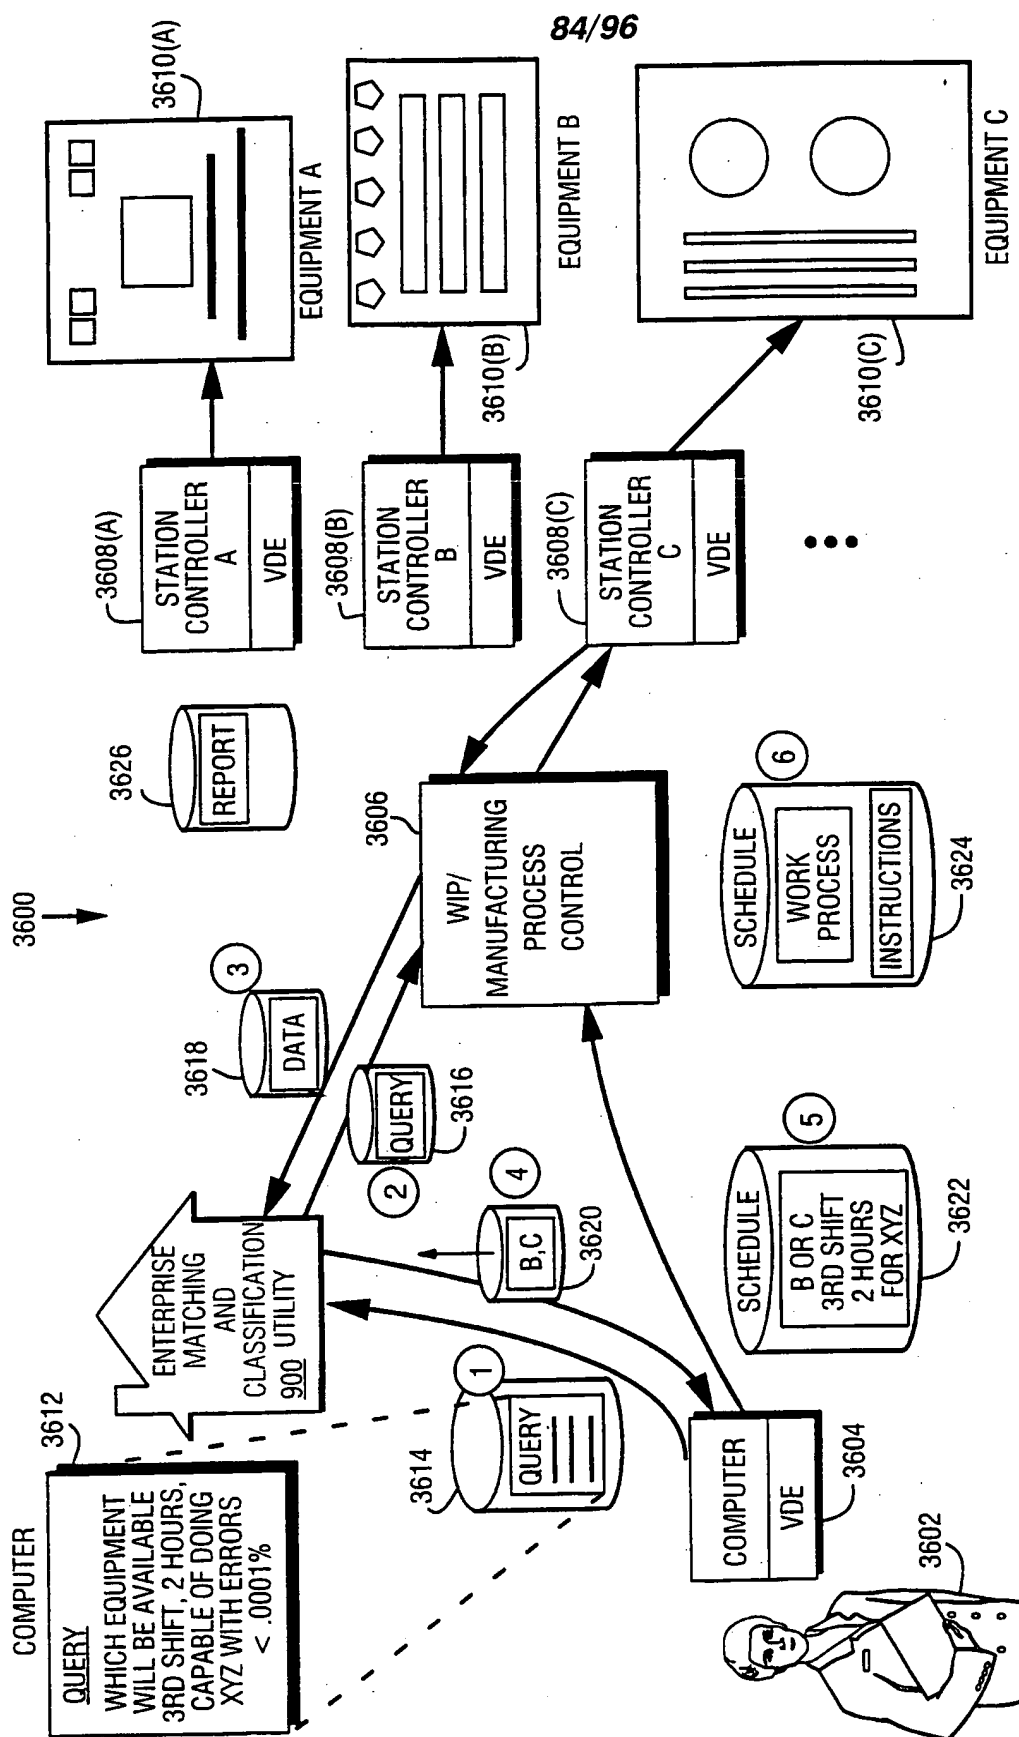 84/96
3600
COMPUTER
QUERY
WHICH EQUIPMENT
WILL BE AVAILABLE
3RD SHIFT, 2 HOURS,
CAPABLE OF DOING
XYZ WITH ERRORS
< .0001%
3612
ENTERPRISE
MATCHING
AND
CLASSIFICATION
900 UTILITY
3614
QUERY
1
2
QUERY
3616
3618
DATA
3
B,C
4
3620
3626
REPORT
3606
WIP/
MANUFACTURING
PROCESS
CONTROL
3608(A)
STATION
CONTROLLER
A
VDE
3608(B)
STATION
CONTROLLER
B
VDE
3608(C)
STATION
CONTROLLER
C
VDE
3610(A)
EQUIPMENT A
3610(B)
EQUIPMENT B
3610(C)
EQUIPMENT C
3602
COMPUTER
VDE
3604
SCHEDULE
B OR C
3RD SHIFT
2 HOURS
FOR XYZ
5
3622
SCHEDULE
WORK
PROCESS
INSTRUCTIONS
6
3624